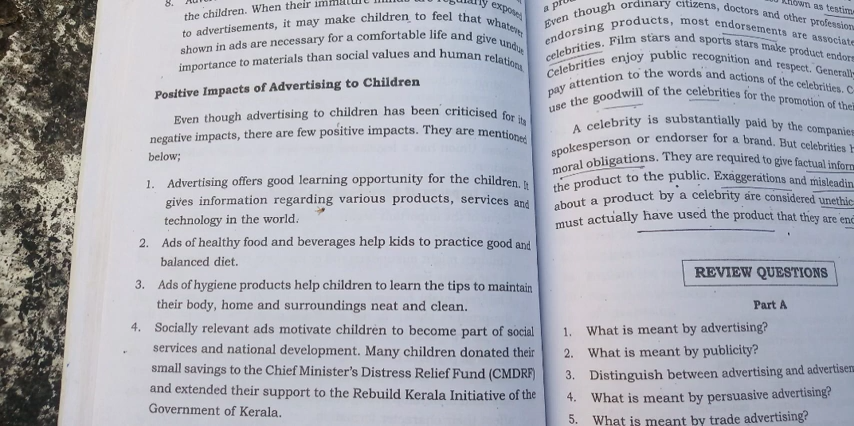 8.
the children. When their immature
regularly exposed
to advertisements, it may make children to feel that whatever
shown in ads are necessary for a comfortable life and give undue
importance to materials than social values and human relations
Positive Impacts of Advertising to Children
Even though advertising to children has been criticised for its
negative impacts, there are few positive impacts. They are mentioned
below;
1. Advertising offers good learning opportunity for the children. It
gives information regarding various products, services and
technology in the world.
2. Ads of healthy food and beverages help kids to practice good and
balanced diet.
3. Ads of hygiene products help children to learn the tips to maintain
their body, home and surroundings neat and clean.
4. Socially relevant ads motivate children to become part of social
services and national development. Many children donated their
small savings to the Chief Minister's Distress Relief Fund (CMDRF)
and extended their support to the Rebuild Kerala Initiative of the
Government of Kerala.
known as
Even though ordinary citizens, doctors and other
endorsing products, most endorsements are
celebrities. Film stars and sports stars make product
Celebrities enjoy public recognition and respect.
pay attention to the words and actions of the celebrities.
use the goodwill of the celebrities for the promotion of
A celebrity is substantially paid by the companies
spokesperson or endorser for a brand. But celebrities
moral obligations. They are required to give factual
the product to the public. Exaggerations and
about a product by a celebrity are considered
must actually have used the product that they are
REVIEW QUESTIONS
Part A
1. What is meant by advertising?
2. What is meant by publicity?
3. Distinguish between advertising and
4. What is meant by persuasive advertising?
5. What is meant by trade advertising?